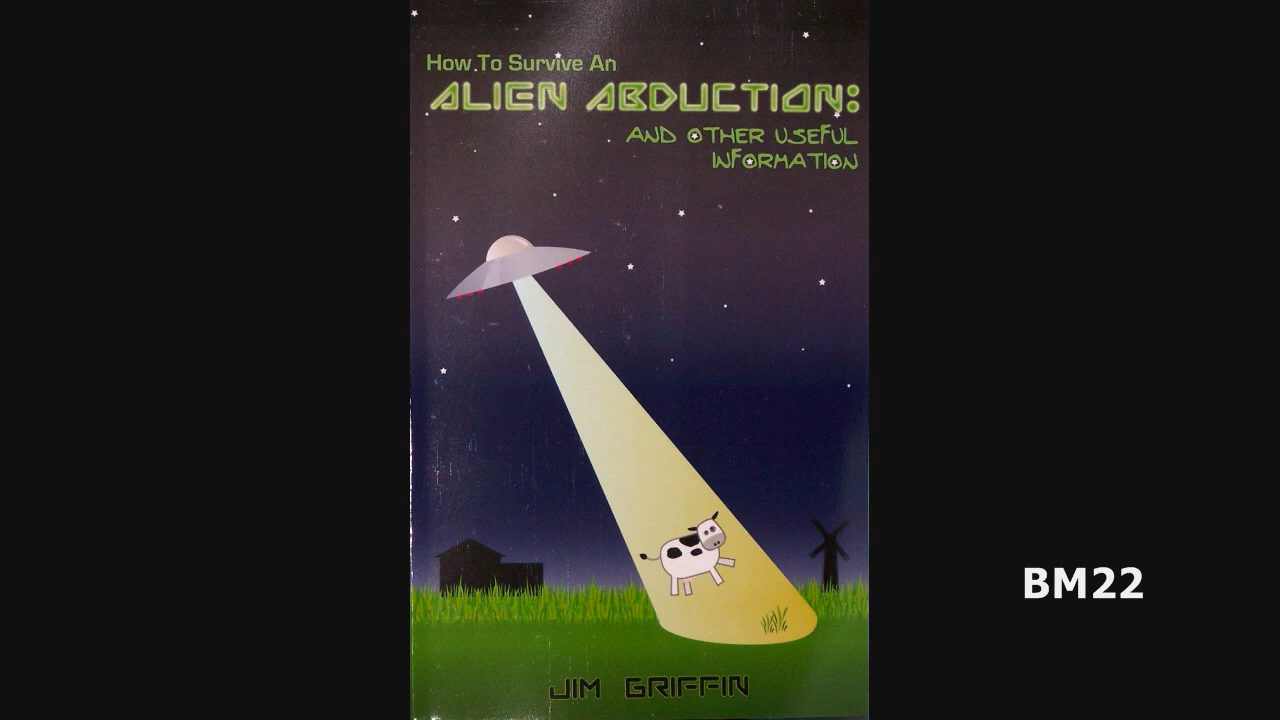 How To Survive An
ALIEN ABDUCTION:
AND OTHER USEFUL
INFORMATION
JIM GRIFFIN
BM22